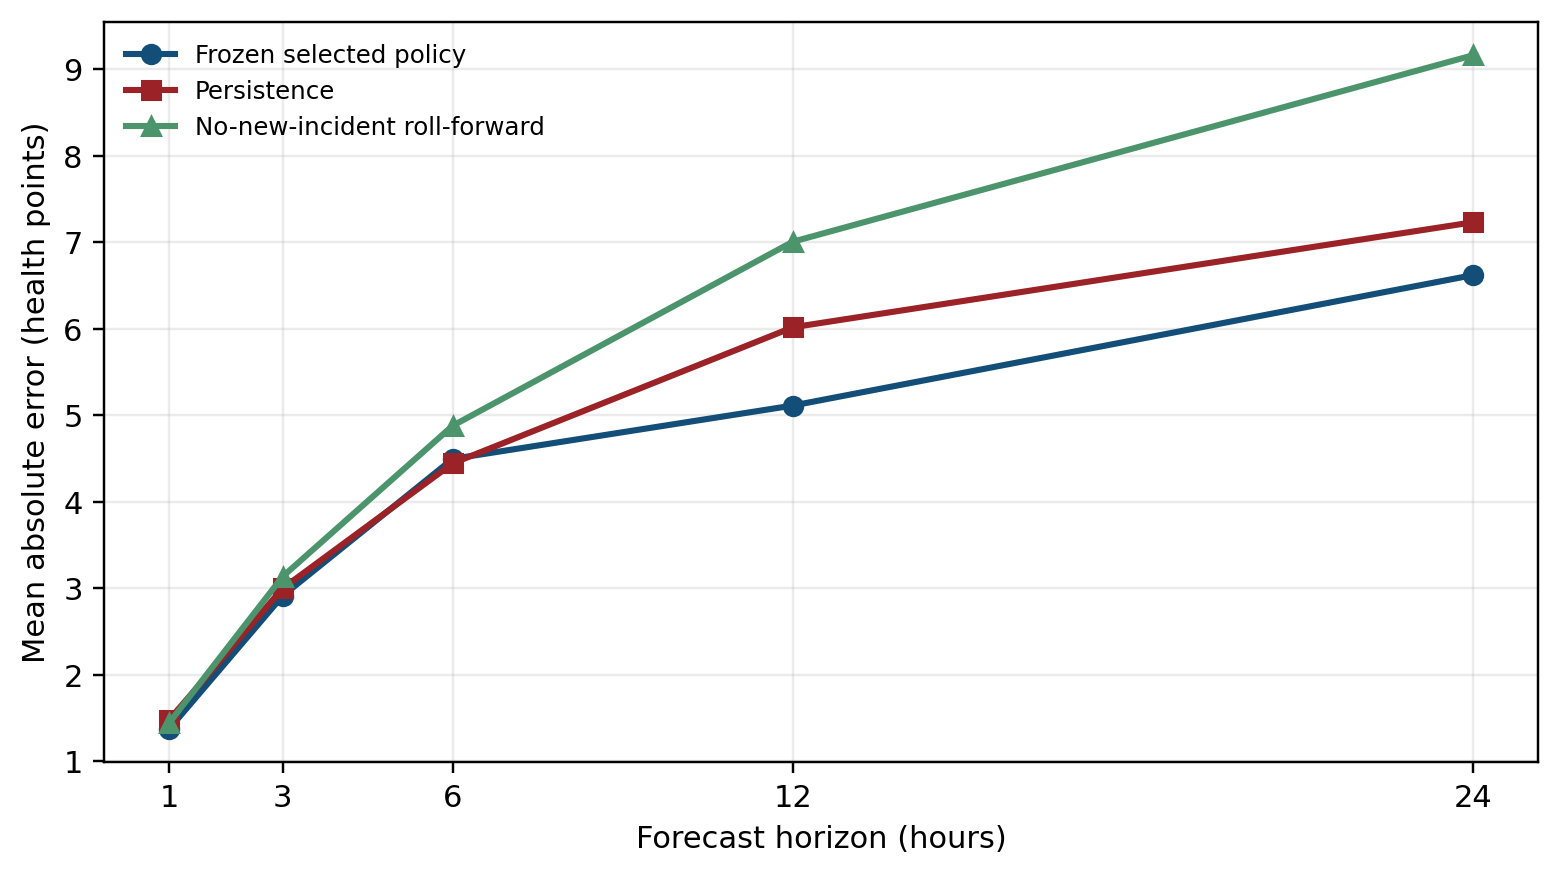 Frozen selected policy
Persistence
No-new-incident roll-forward
Mean absolute error (health points)
9
8
7
6
5
4
3
2
1
1 3 6 12 24
Forecast horizon (hours)